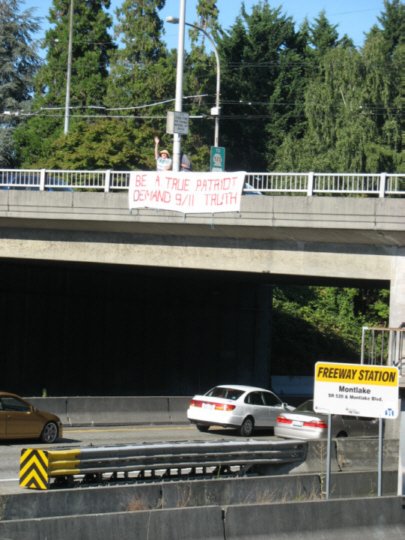 BE A TRUE PATRIOT
DEMAND 9/11 TRUTH
FREEWAY STATION
Montlake
SR 520 & Montlake Blvd.